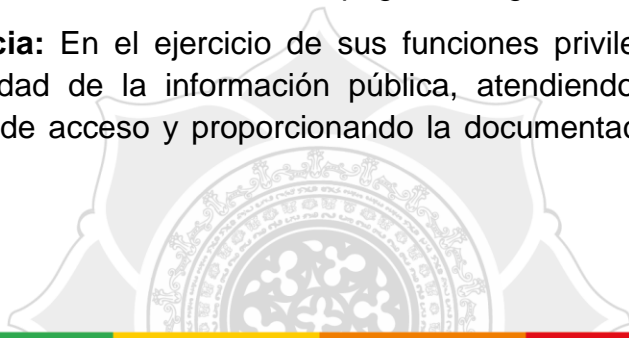 cia: En el ejercicio de sus funciones privile
dad de la información pública, atendiendo
de acceso y proporcionando la documentac